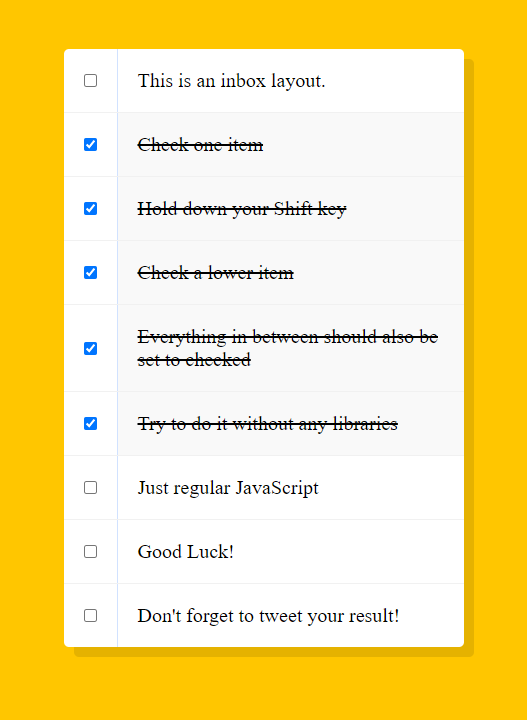 This is an inbox layout.
Check one item
Hold down your Shift key
Check a lower item
Everything in between should also be
set to checked
Try to do it without any libraries
Just regular JavaScript
Good Luck!
Don't forget to tweet your result!